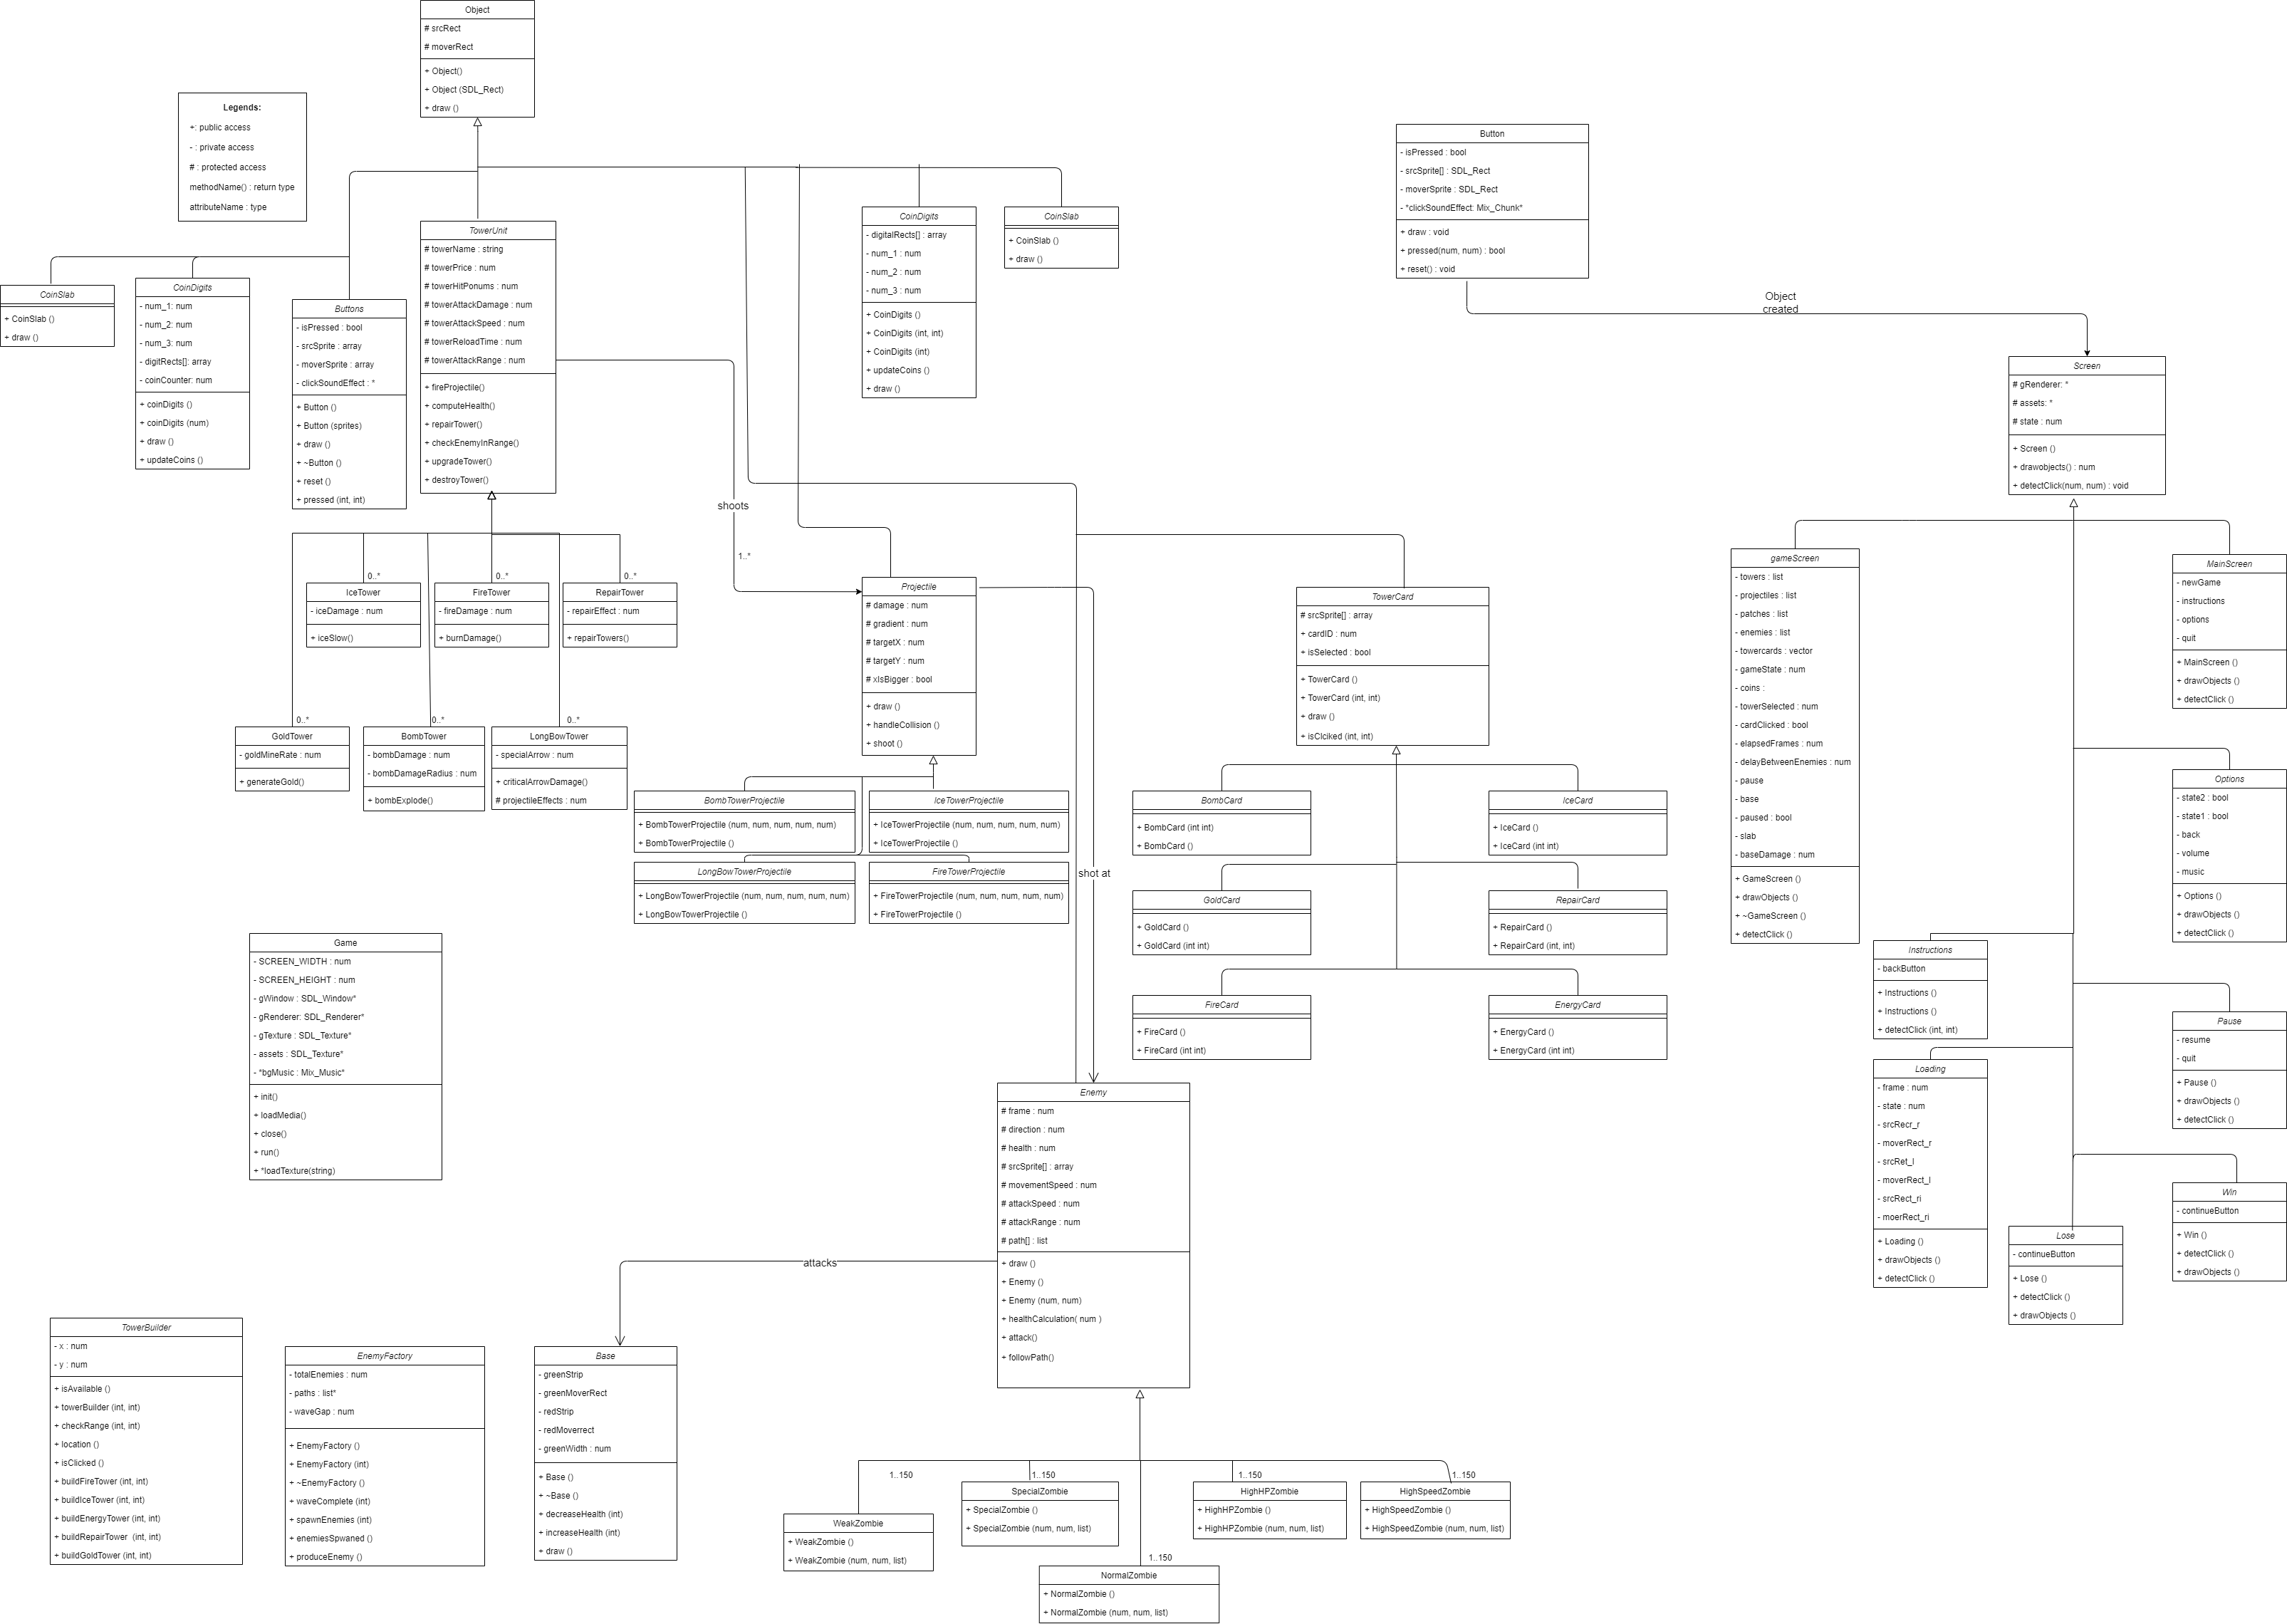 Object
# srcRect
# moverRect
+ Object()
+ Object (SDL_Rect)
+ draw ()
Legends:
+: public access
- : private access
# : protected access
methodName() : return type
attributeName : type
CoinSlab
+ CoinSlab ()
+ draw ()
CoinDigits
- num_1: num
- num_2: num
- num_3: num
- digitRects[]: array
- coinCounter: num
+ coinDigits ()
+ coinDigits (num)
+ draw ()
+ updateCoins ()
Buttons
- isPressed : bool
- srcSprite : array
- moverSprite : array
- clickSoundEffect : *
+ Button ()
+ Button (sprites)
+ draw ()
+ ~Button ()
+ reset ()
+ pressed (int, int)
TowerUnit
# towerName : string
# towerPrice : num
# towerHitPonums : num
# towerAttackDamage : num
# towerAttackSpeed : num
# towerReloadTime : num
# towerAttackRange : num
+ fireProjectile()
+ computeHealth()
+ repairTower()
+ checkEnemyInRange()
+ upgradeTower()
+ destroyTower()
CoinDigits
- digitalRects[] : array
- num_1 : num
- num_2 : num
- num_3 : num
+ CoinDigits ()
+ CoinDigits (int, int)
+ CoinDigits (int)
+ updateCoins ()
+ draw ()
CoinSlab
+ CoinSlab ()
+ draw ()
Button
- isPressed : bool
- srcSprite[] : SDL_Rect
- moverSprite : SDL_Rect
- *clickSoundEffect: Mix_Chunk*
+ draw : void
+ pressed(num, num) : bool
+ reset() : void
Object
created
Screen
# gRenderer: *
# assets: *
# state : num
+ Screen ()
+ drawobjects() : num
+ detectClick(num, num) : void
shoots
1..*
0..*
IceTower
- iceDamage : num
+ iceSlow()
0..*
FireTower
- fireDamage : num
+ burnDamage()
0..*
RepairTower
- repairEffect : num
+ repairTowers()
0..*
GoldTower
- goldMineRate : num
+ generateGold()
0..*
BombTower
- bombDamage : num
- bombDamageRadius : num
+ bombExplode()
0..*
LongBowTower
- specialArrow : num
+ criticalArrowDamage()
# projectileEffects : num
Projectile
# damage : num
# gradient : num
# targetX : num
# targetY : num
# xIsBigger : bool
+ draw ()
+ handleCollision ()
+ shoot ()
BombTowerProjectile
+ BombTowerProjectile (num, num, num, num, num)
+ BombTowerProjectile ()
IceTowerProjectile
+ IceTowerProjectile (num, num, num, num, num)
+ IceTowerProjectile ()
LongBowTowerProjectile
+ LongBowTowerProjectile (num, num, num, num, num)
+ LongBowTowerProjectile ()
FireTowerProjectile
+ FireTowerProjectile (num, num, num, num, num)
+ FireTowerProjectile ()
shot at
TowerCard
# srcSprite[] : array
+ cardID : num
+ isSelected : bool
+ TowerCard ()
+ TowerCard (int, int)
+ draw ()
+ isClciked (int, int)
BombCard
+ BombCard (int int)
+ BombCard ()
IceCard
+ IceCard ()
+ IceCard (int int)
GoldCard
+ GoldCard ()
+ GoldCard (int int)
RepairCard
+ RepairCard ()
+ RepairCard (int, int)
FireCard
+ FireCard ()
+ FireCard (int int)
EnergyCard
+ EnergyCard ()
+ EnergyCard (int int)
gameScreen
- towers : list
- projectiles : list
- patches : list
- enemies : list
- towercards : vector
- gameState : num
- coins :
- towerSelected : num
- cardClicked : bool
- elapsedFrames : num
- delayBetweenEnemies : num
- pause
- base
- paused : bool
- slab
- baseDamage : num
+ GameScreen ()
+ drawObjects ()
+ ~GameScreen ()
+ detectClick ()
MainScreen
- newGame
- instructions
- options
- quit
+ MainScreen ()
+ drawObjects ()
+ detectClick ()
Options
- state2 : bool
- state1 : bool
- back
- volume
- music
+ Options ()
+ drawObjects ()
+ detectClick ()
Instructions
- backButton
+ Instructions ()
+ Instructions ()
+ detectClick (int, int)
Pause
- resume
- quit
+ Pause ()
+ drawObjects ()
+ detectClick ()
Loading
- frame : num
- state : num
- srcRecr_r
- moverRect_r
- srcRet_l
- moverRect_l
- srcRect_ri
- moerRect_ri
+ Loading ()
+ drawObjects ()
+ detectClick ()
Win
- continueButton
+ Win ()
+ detectClick ()
+ drawObjects ()
Lose
- continueButton
+ Lose ()
+ detectClick ()
+ drawObjects ()
Game
- SCREEN_WIDTH : num
- SCREEN_HEIGHT : num
- gWindow : SDL_Window*
- gRenderer: SDL_Renderer*
- gTexture : SDL_Texture*
- assets : SDL_Texture*
- *bgMusic : Mix_Music*
+ init()
+ loadMedia()
+ close()
+ run()
+ *loadTexture(string)
Enemy
# frame : num
# direction : num
# health : num
# srcSprite[] : array
# movementSpeed : num
# attackSpeed : num
# attackRange : num
# path[] : list
+ draw ()
+ Enemy ()
+ Enemy (num, num)
+ healthCalculation( num )
+ attack()
+ followPath()
attacks
TowerBuilder
- x : num
- y : num
+ isAvailable ()
+ towerBuilder (int, int)
+ checkRange (int, int)
+ location ()
+ isClicked ()
+ buildFireTower (int, int)
+ buildIceTower (int, int)
+ buildEnergyTower (int, int)
+ buildRepairTower (int, int)
+ buildGoldTower (int, int)
EnemyFactory
- totalEnemies : num
- paths : list*
- waveGap : num
+ EnemyFactory ()
+ EnemyFactory (int)
+ ~EnemyFactory ()
+ waveComplete (int)
+ spawnEnemies (int)
+ enemiesSpwaned ()
+ produceEnemy ()
Base
- greenStrip
- greenMoverRect
- redStrip
- redMoverrect
- greenWidth : num
+ Base ()
+ ~Base ()
+ decreaseHealth (int)
+ increaseHealth (int)
+ draw ()
1..150
WeakZombie
+ WeakZombie ()
+ WeakZombie (num, num, list)
1..150
SpecialZombie
+ SpecialZombie ()
+ SpecialZombie (num, num, list)
1..150
HighHPZombie
+ HighHPZombie ()
+ HighHPZombie (num, num, list)
1..150
HighSpeedZombie
+ HighSpeedZombie ()
+ HighSpeedZombie (num, num, list)
1..150
NormalZombie
+ NormalZombie ()
+ NormalZombie (num, num, list)